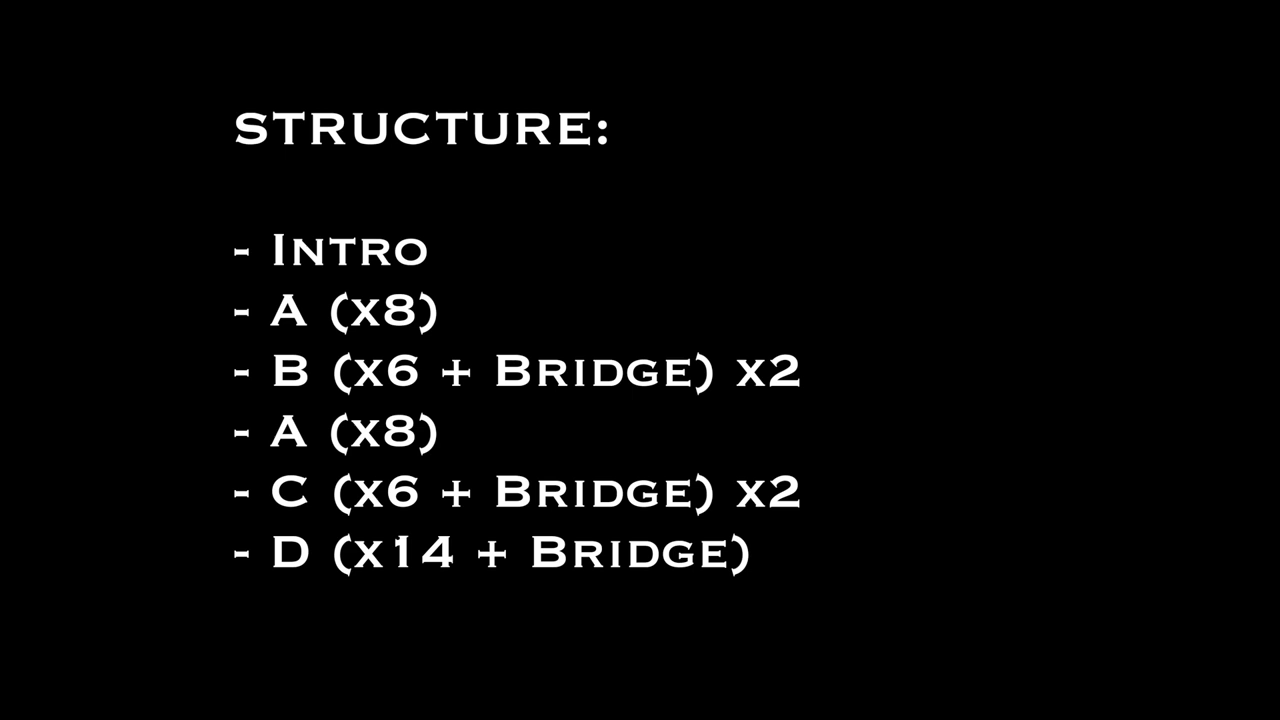 STRUCTURE:
- Intro
- A (x8)
- B (x6 + Bridge) x2
- A (x8)
- C (x6 + Bridge) x2
- D (x14 + Bridge)